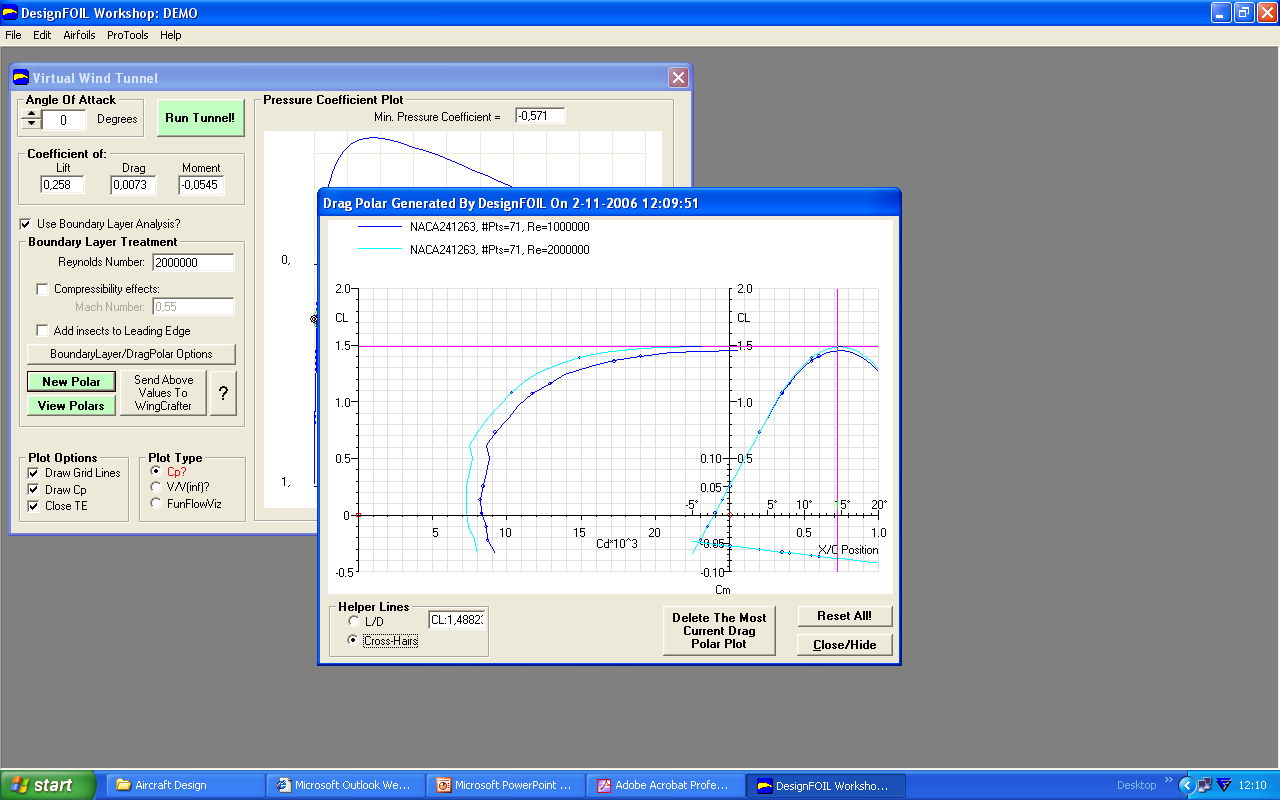 DesignFOIL Workshop: DEMO
File Edit Airfoils ProTools Help
Virtual Wind Tunnel
Angle Of Attack
0 Degrees
Run Tunnel!
Coefficient of:
Lift Drag Moment
0,258 0,0073 -0,0545
Use Boundary Layer Analysis?
Boundary Layer Treatment
Reynolds Number: 2000000
Compressibility effects:
Mach Number: 0,55
Add insects to Leading Edge
BoundaryLayer/DragPolar Options
New Polar
View Polars
Send Above
Values To
WingCrafter
?
Plot Options
Draw Grid Lines
Draw Cp
Close TE
Plot Type
Cp?
V/V(inf)?
FunFlowViz
Pressure Coefficient Plot
Min. Pressure Coefficient = -0,571
0,
1,
Drag Polar Generated By DesignFOIL On 2-11-2006 12:09:51
NACA241263, #Pts=71, Re=1000000
NACA241263, #Pts=71, Re=2000000
2.0 2.0
CL CL
1.5 1.5
1.0 1.0
0.5 0.10 0.5
0.05
-5° 5° 10° 15° 20°
0
5 10 15 20 0.5 1.0
Cd*10^3 -0.05 X/C Position
-0.5 -0.10
Cm
Helper Lines
L/D
Cross-Hairs
CL:1,4882
Delete The Most
Current Drag
Polar Plot
Reset All!
Close/Hide
start
Aircraft Design
Microsoft Outlook We...
Microsoft PowerPoint ...
Adobe Acrobat Profe...
DesignFOIL Worksho...
Desktop »
12:10